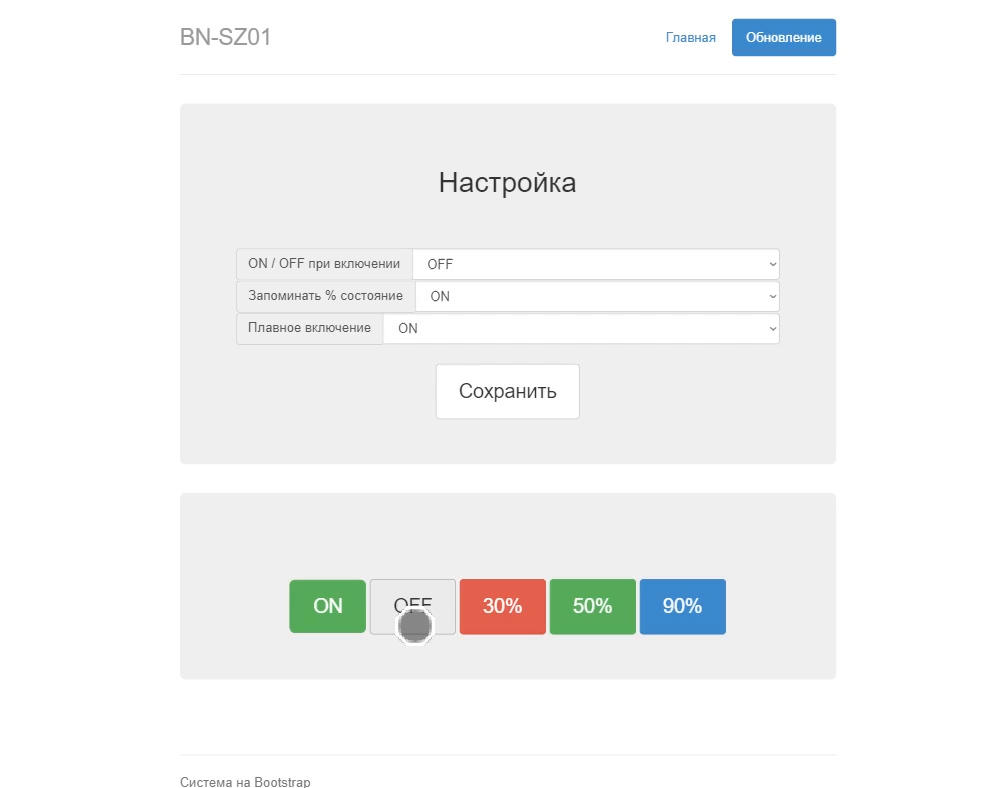 BN-SZ01
Главная
Обновление
Настройка
ON / OFF при включении
OFF
Запоминать % состояние
ON
Плавное включение
ON
Сохранить
ON
OFF
30%
50%
90%
Система на Bootstrap